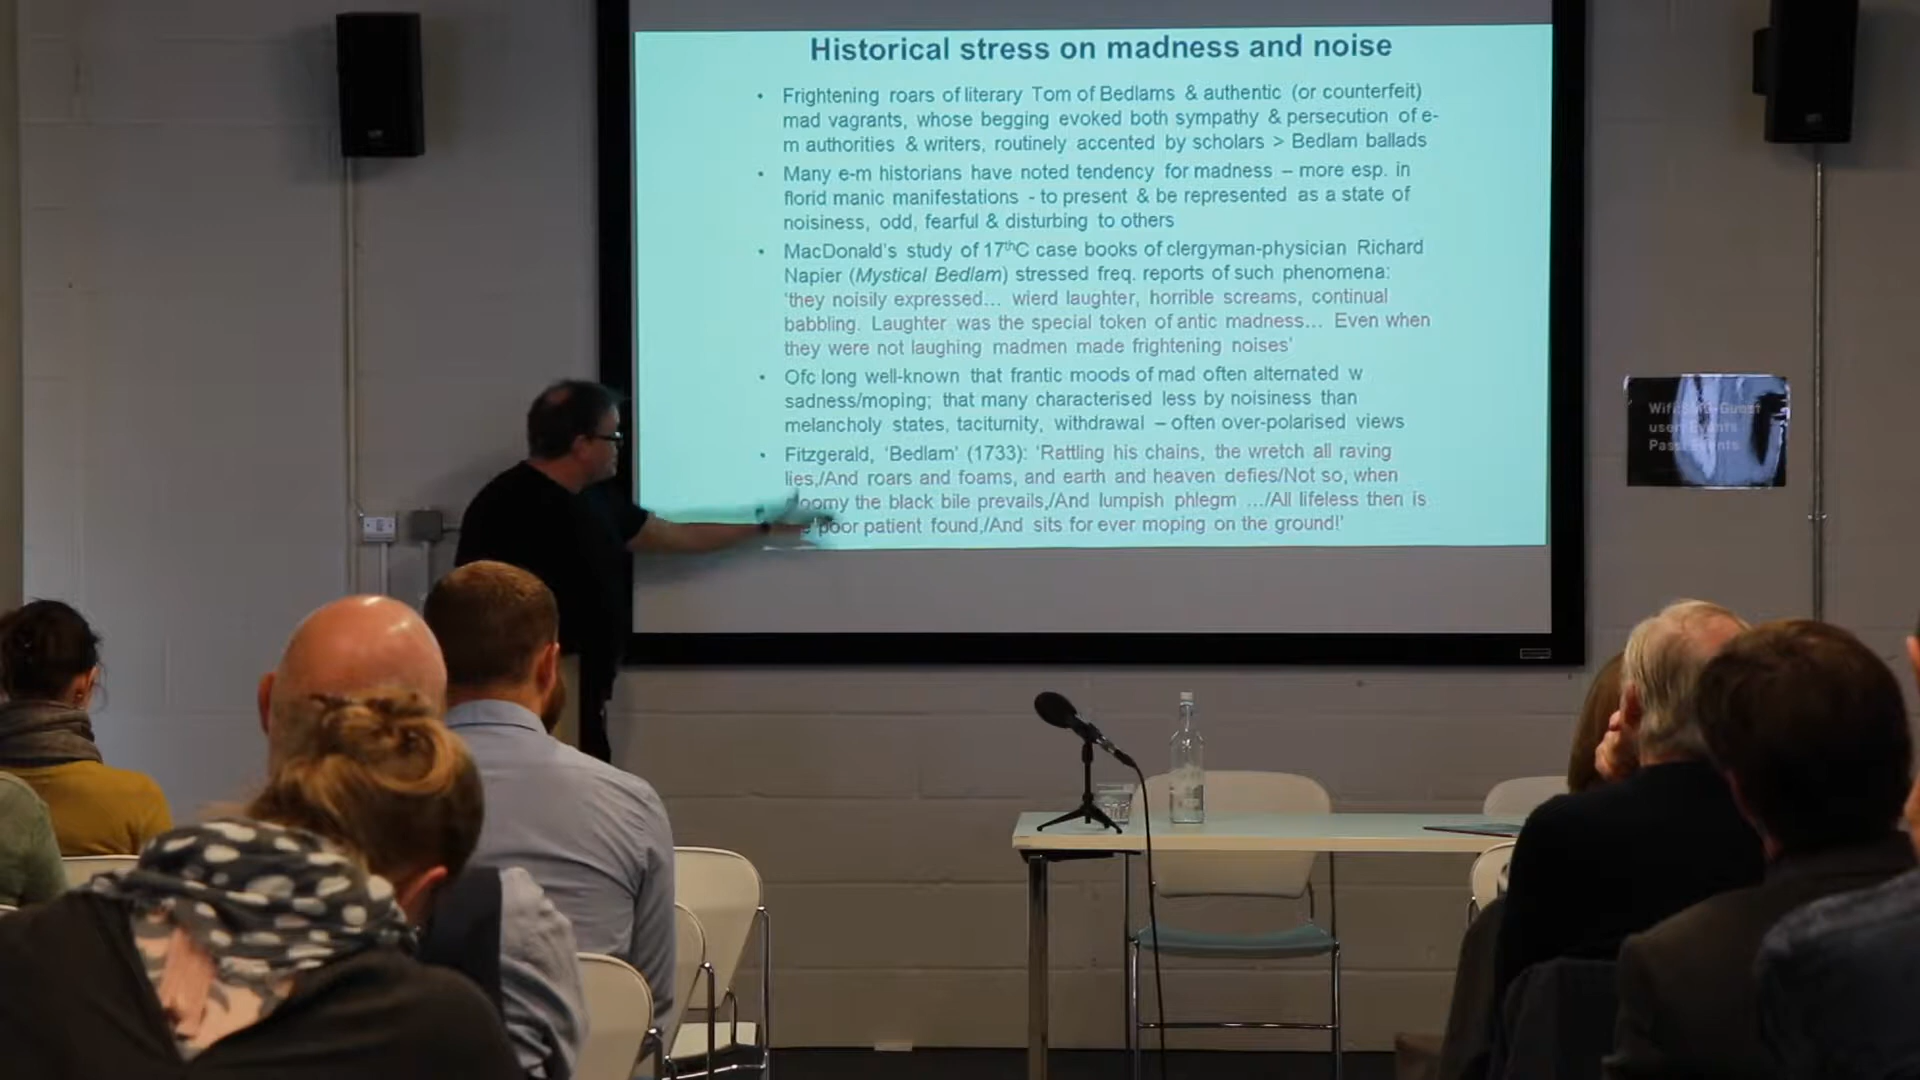 Historical stress on madness and noise
• Frightening roars of literary Tom of Bedlams & authentic (or counterfeit)
mad vagrants, whose begging evoked both sympathy & persecution of e-
m authorities & writers, routinely accented by scholars > Bedlam ballads
• Many e-m historians have noted tendency for madness – more esp. in
florid manic manifestations - to present & be represented as a state of
noisiness, odd, fearful & disturbing to others
• MacDonald's study of 17thC case books of clergyman-physician Richard
Napier (Mystical Bedlam) stressed freq. reports of such phenomena:
'they noisily expressed... wierd laughter, horrible screams, continual
babbling. Laughter was the special token of antic madness... Even when
they were not laughing madmen made frightening noises'
• Ofc long well-known that frantic moods of mad often alternated w
sadness/moping; that many characterised less by noisiness than
melancholy states, taciturnity, withdrawal – often over-polarised views
• Fitzgerald, 'Bedlam' (1733): 'Rattling his chains, the wretch all raving
lies,/And roars and foams, and earth and heaven defies/Not so, when
the black bile prevails,/And lumpish phlegm .../All lifeless then is
poor patient found,/And sits for ever moping on the ground!'
Guest
Events